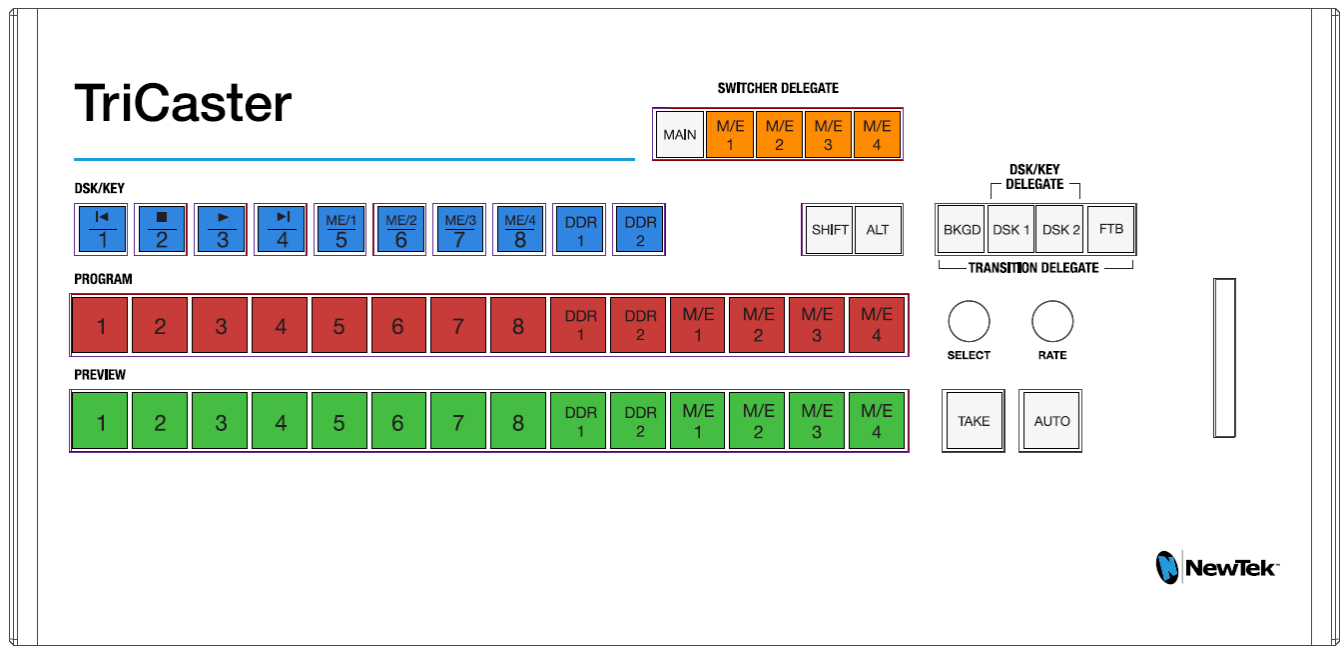 TriCaster
SWITCHER DELEGATE
MAIN M/E 1 M/E 2 M/E 3 M/E 4
DSK/KEY
DELEGATE
DSK/KEY
1 2 3 4 ME/1 5 ME/2 6 ME/3 7 ME/4 8 DDR 1 DDR 2
SHIFT ALT
BKGD DSK 1 DSK 2 FTB
TRANSITION DELEGATE
PROGRAM
1 2 3 4 5 6 7 8 DDR 1 DDR 2 M/E 1 M/E 2 M/E 3 M/E 4
SELECT RATE
PREVIEW
1 2 3 4 5 6 7 8 DDR 1 DDR 2 M/E 1 M/E 2 M/E 3 M/E 4
TAKE AUTO
NewTek™